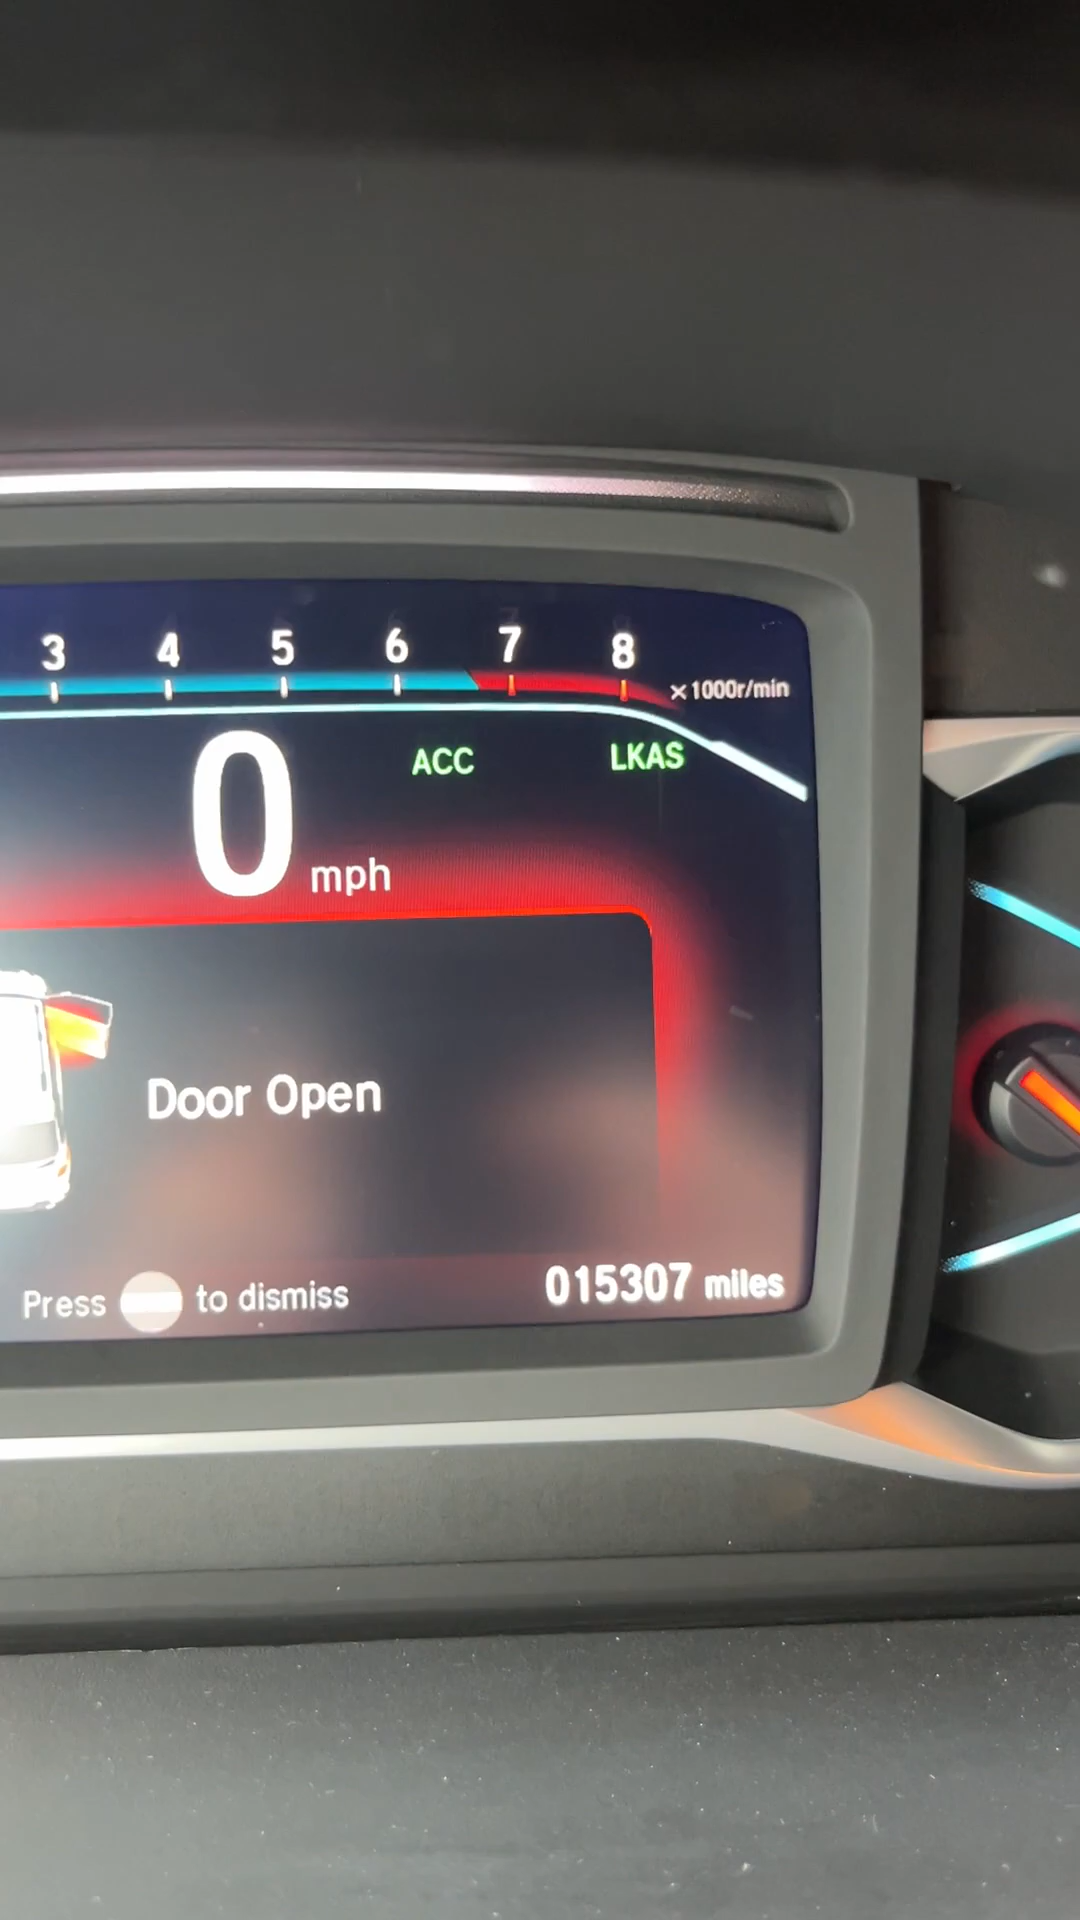 3 4 5 6 7 8
×1000r/min
ACC LKAS
0 mph
Door Open
Press to dismiss
015307 miles